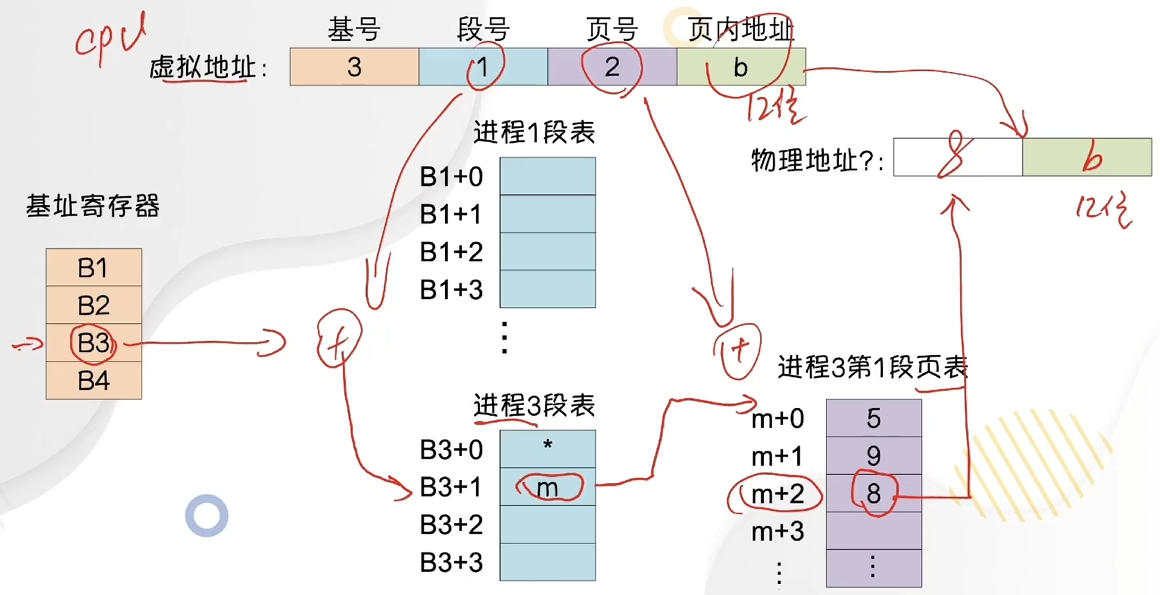 cpu
基号 段号 页号 页内地址
虚拟地址: 3 1 2 b
12位
进程1段表
物理地址?: 8 b
12位
B1+0
B1+1
B1+2
B1+3
⋮
基址寄存器
B1
B2
B3
B4
+
+
进程3段表
B3+0 *
B3+1 m
B3+2
B3+3
进程3第1段页表
m+0 5
m+1 9
m+2 8
m+3
⋮ ⋮